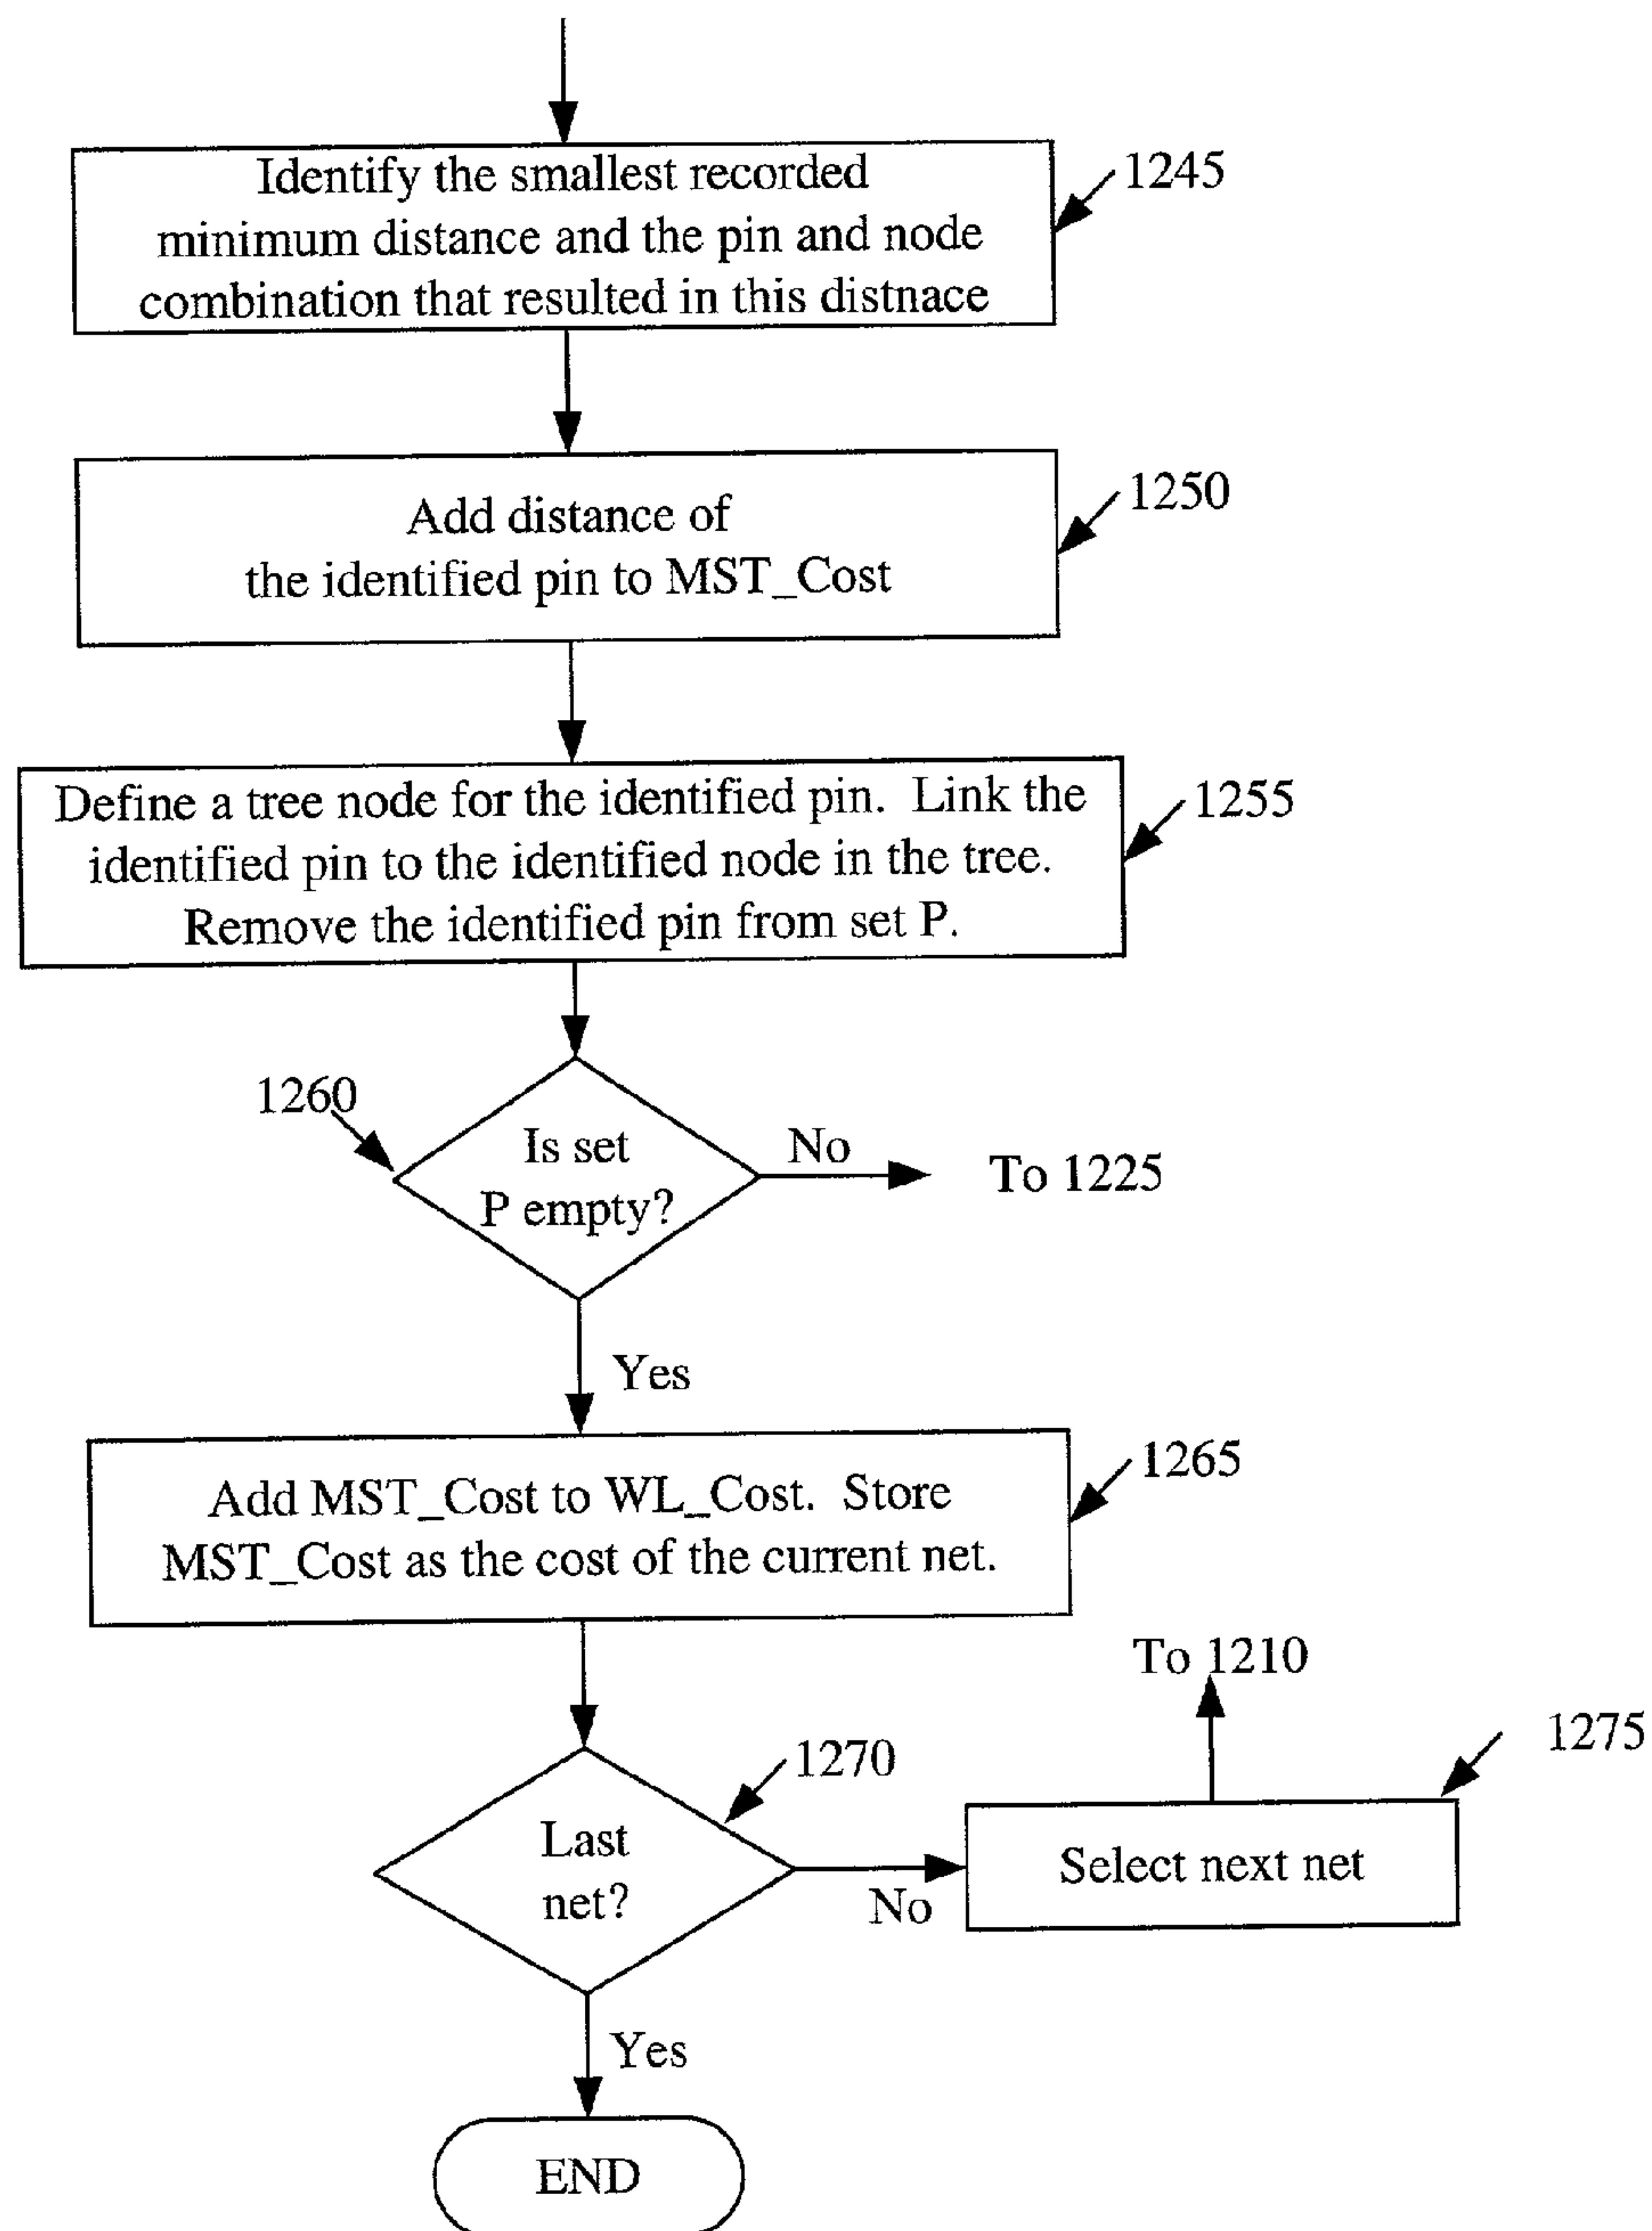 Identify the smallest recorded
minimum distance and the pin and node
combination that resulted in this distnace
1245
Add distance of
the identified pin to MST_Cost
1250
Define a tree node for the identified pin. Link the
identified pin to the identified node in the tree.
Remove the identified pin from set P.
1255
1260
Is set
P empty?
No
To 1225
Yes
Add MST_Cost to WL_Cost. Store
MST_Cost as the cost of the current net.
1265
To 1210
1275
1270
Last
net?
No
Select next net
Yes
END